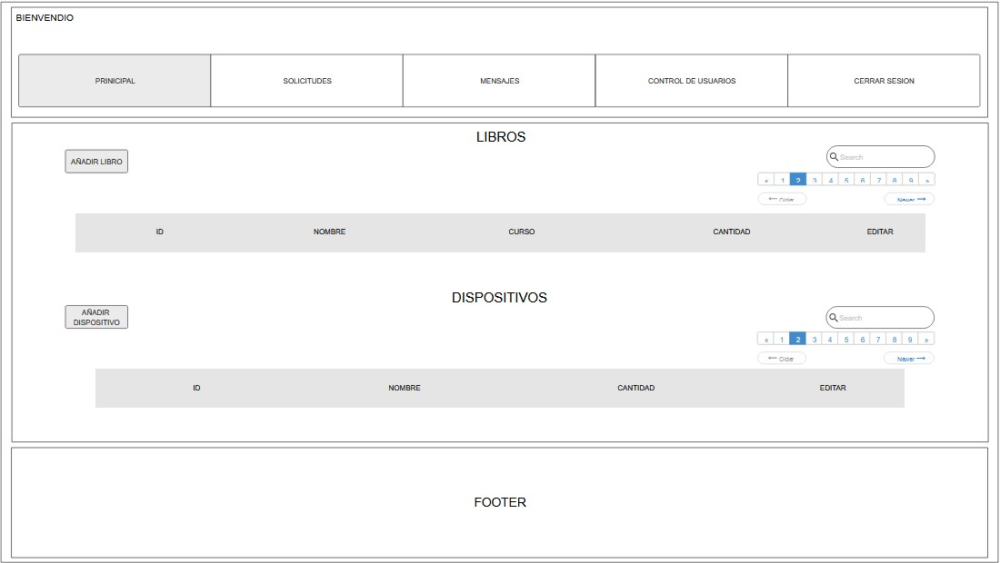 BIENVENDIO
PRINICIPAL SOLICITUDES MENSAJES CONTROL DE USUARIOS CERRAR SESION
LIBROS
AÑADIR LIBRO
Search
« 1 2 3 4 5 6 7 8 9 »
Older Newer
ID NOMBRE CURSO CANTIDAD EDITAR
DISPOSITIVOS
AÑADIR
DISPOSITIVO
Search
« 1 2 3 4 5 6 7 8 9 »
Older Newer
ID NOMBRE CANTIDAD EDITAR
FOOTER